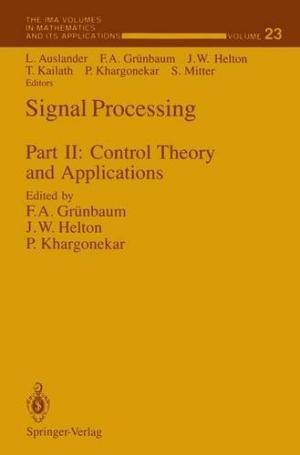 THE IMA VOLUMES
IN MATHEMATICS
AND ITS APPLICATIONS
VOLUME 23
L. Auslander F.A. Grünbaum J.W. Helton
T. Kailath P. Khargonekar S. Mitter
Editors
Signal Processing
Part II: Control Theory
and Applications
Edited by
F.A. Grünbaum
J.W. Helton
P. Khargonekar
Springer-Verlag